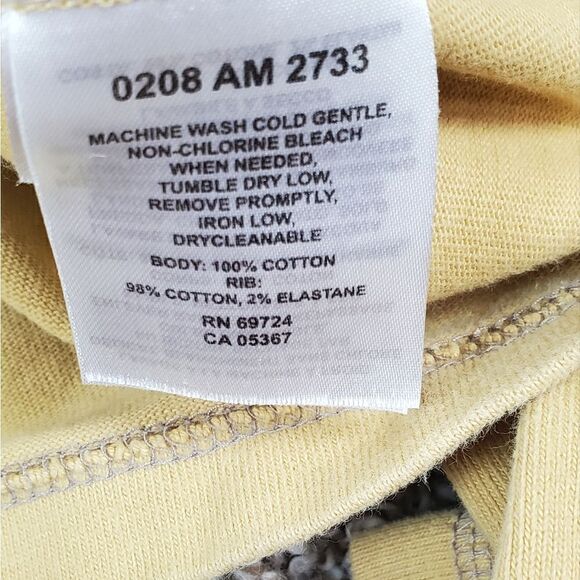 0208 AM 2733
MACHINE WASH COLD GENTLE,
NON-CHLORINE BLEACH
WHEN NEEDED,
TUMBLE DRY LOW,
REMOVE PROMPTLY,
IRON LOW,
DRYCLEANABLE
BODY: 100% COTTON
RIB:
98% COTTON, 2% ELASTANE
RN 69724
CA 05367